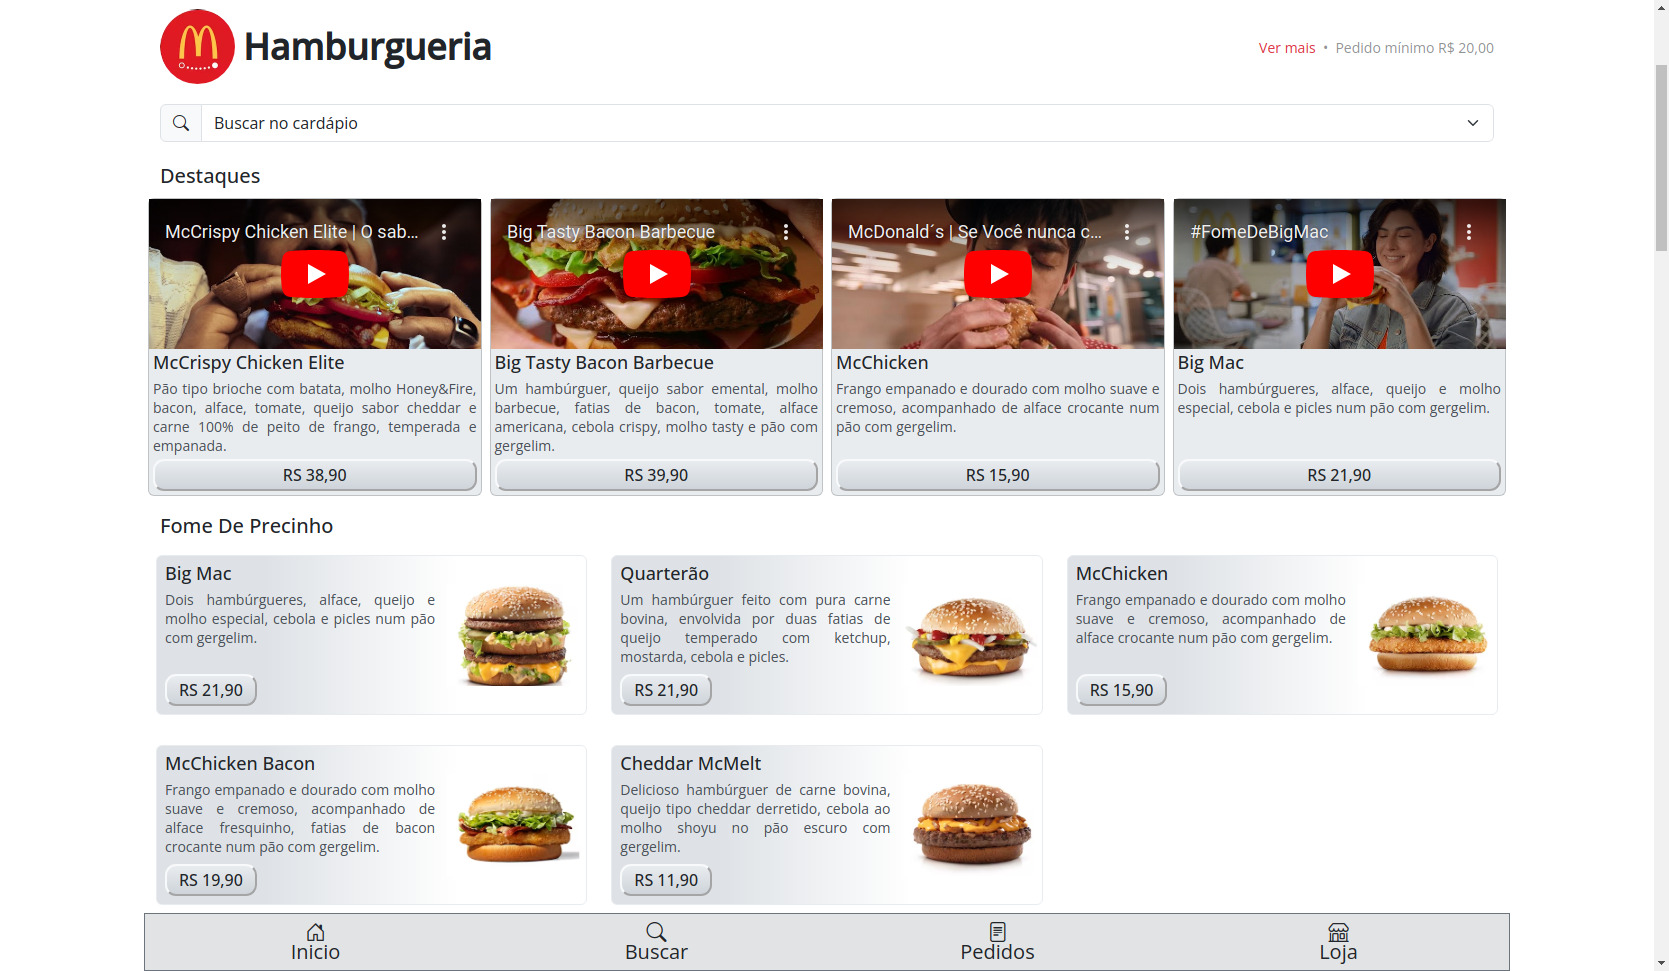 Hamburgueria
Ver mais • Pedido mínimo R$ 20,00
Buscar no cardápio
Destaques
McCrispy Chicken Elite | O sab...
McCrispy Chicken Elite
Pão tipo brioche com batata, molho Honey&Fire,
bacon, alface, tomate, queijo sabor cheddar e
carne 100% de peito de frango, temperada e
empanada.
RS 38,90
Big Tasty Bacon Barbecue
Big Tasty Bacon Barbecue
Um hambúrguer, queijo sabor emental, molho
barbecue, fatias de bacon, tomate, alface
americana, cebola crispy, molho tasty e pão com
gergelim.
RS 39,90
McDonald´s | Se Você nunca c...
McChicken
Frango empanado e dourado com molho suave e
cremoso, acompanhado de alface crocante num
pão com gergelim.
RS 15,90
#FomeDeBigMac
Big Mac
Dois hambúrgueres, alface, queijo e molho
especial, cebola e picles num pão com gergelim.
RS 21,90
Fome De Precinho
Big Mac
Dois hambúrgueres, alface, queijo e
molho especial, cebola e picles num pão
com gergelim.
RS 21,90
Quarterão
Um hambúrguer feito com pura carne
bovina, envolvida por duas fatias de
queijo temperado com ketchup,
mostarda, cebola e picles.
RS 21,90
McChicken
Frango empanado e dourado com molho
suave e cremoso, acompanhado de
alface crocante num pão com gergelim.
RS 15,90
McChicken Bacon
Frango empanado e dourado com molho
suave e cremoso, acompanhado de
alface fresquinho, fatias de bacon
crocante num pão com gergelim.
RS 19,90
Cheddar McMelt
Delicioso hambúrguer de carne bovina,
queijo tipo cheddar derretido, cebola ao
molho shoyu no pão escuro com
gergelim.
RS 11,90
Inicio
Buscar
Pedidos
Loja